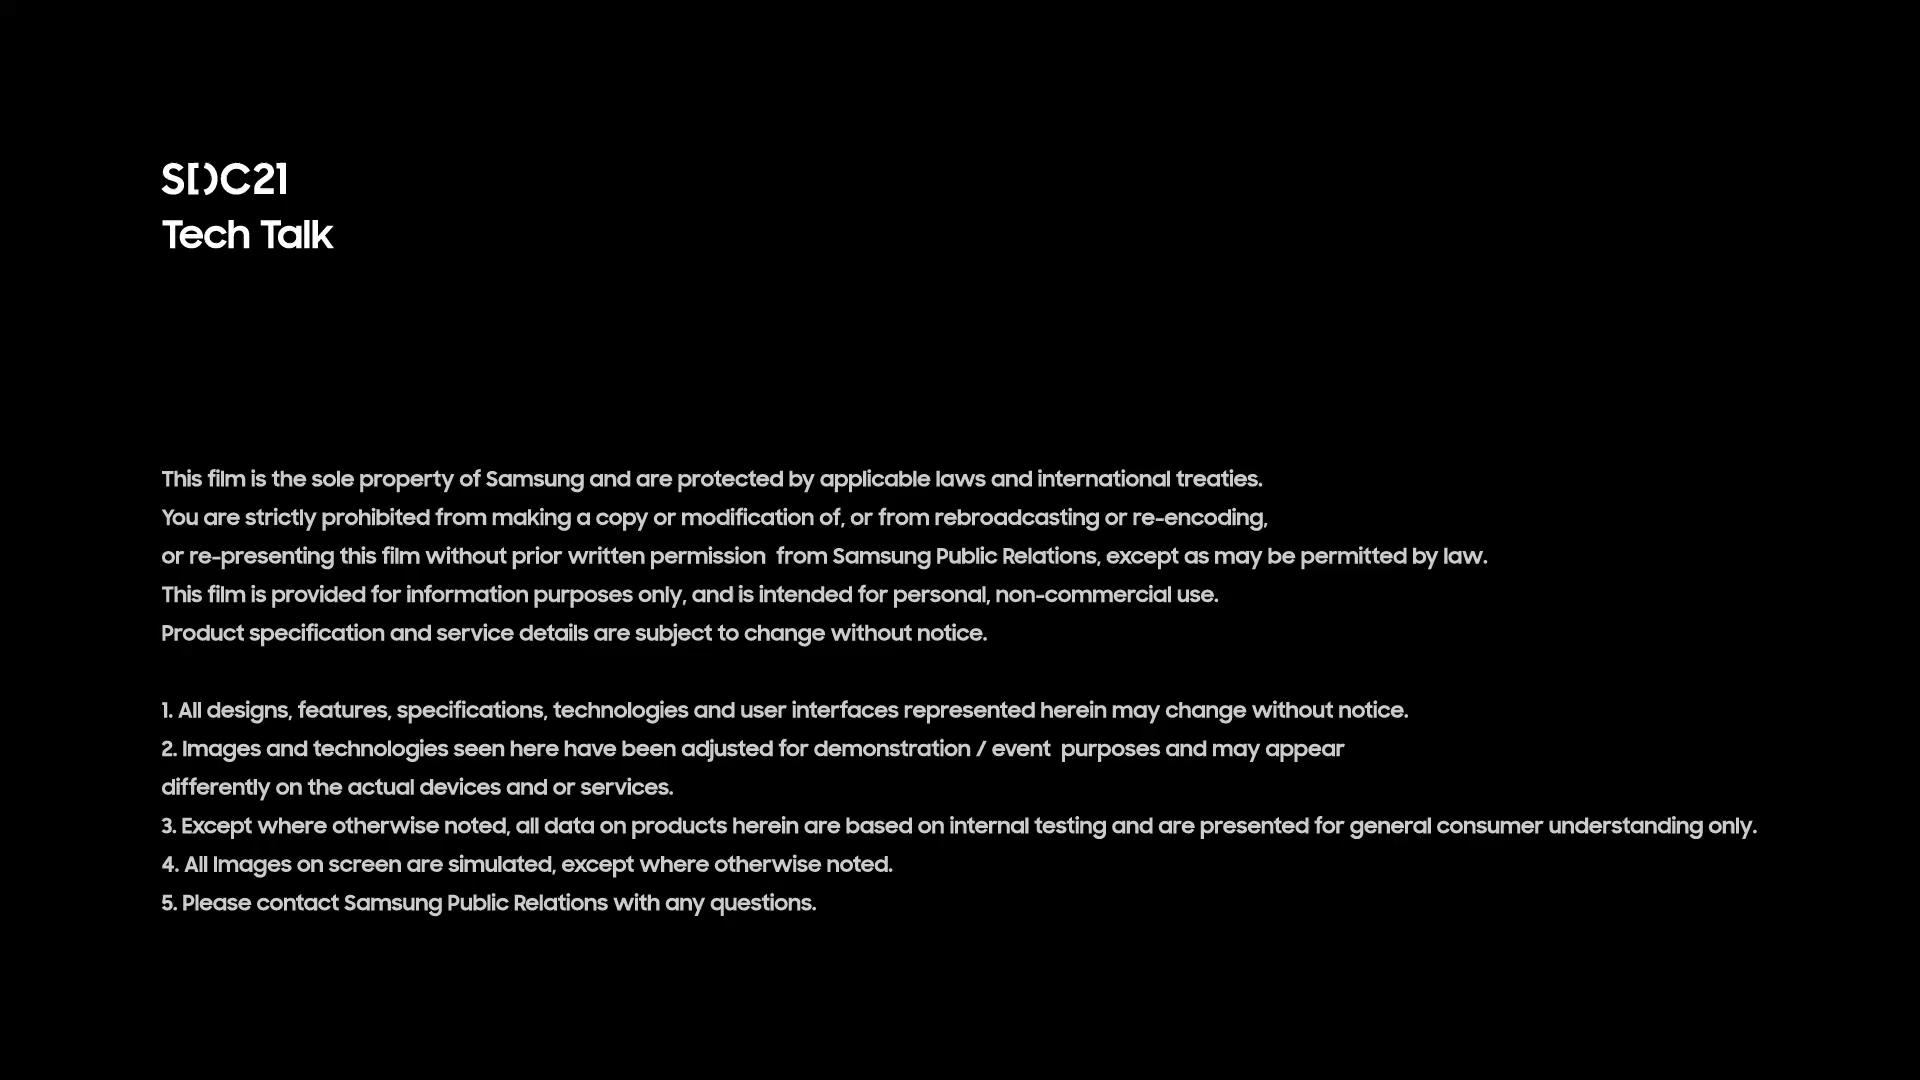 SDC21
Tech Talk
This film is the sole property of Samsung and are protected by applicable laws and international treaties.
You are strictly prohibited from making a copy or modification of, or from rebroadcasting or re-encoding,
or re-presenting this film without prior written permission  from Samsung Public Relations, except as may be permitted by law.
This film is provided for information purposes only, and is intended for personal, non-commercial use.
Product specification and service details are subject to change without notice.
1. All designs, features, specifications, technologies and user interfaces represented herein may change without notice.
2. Images and technologies seen here have been adjusted for demonstration / event  purposes and may appear
differently on the actual devices and or services.
3. Except where otherwise noted, all data on products herein are based on internal testing and are presented for general consumer understanding only.
4. All Images on screen are simulated, except where otherwise noted.
5. Please contact Samsung Public Relations with any questions.